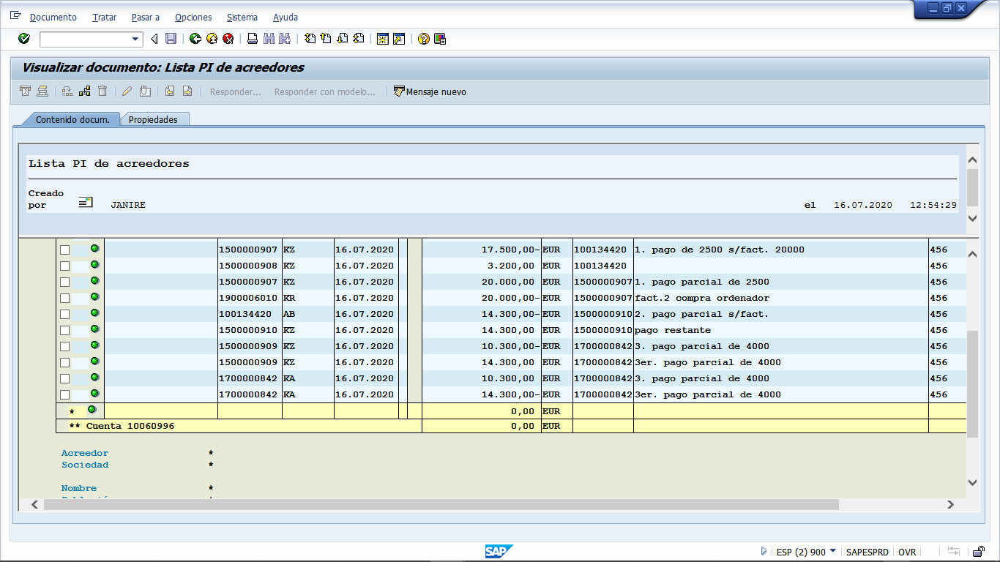 Documento Tratar Pasar a Opciones Sistema Ayuda
Visualizar documento: Lista PI de acreedores
Responder... Responder con modelo... Mensaje nuevo
Contenido docum. Propiedades
Lista PI de acreedores
Creado
por JANIRE el 16.07.2020 12:54:29
1500000907 KZ 16.07.2020 17.500,00- EUR 100134420 1. pago de 2500 s/fact. 20000 456
1500000908 KZ 16.07.2020 3.200,00 EUR 100134420 456
1500000907 KZ 16.07.2020 20.000,00 EUR 1500000907 1. pago parcial de 2500 456
1900006010 KR 16.07.2020 20.000,00- EUR 1500000907 fact.2 compra ordenador 456
100134420 AB 16.07.2020 14.300,00- EUR 1500000910 2. pago parcial s/fact. 456
1500000910 KZ 16.07.2020 14.300,00 EUR 1500000910 pago restante 456
1500000909 KZ 16.07.2020 10.300,00- EUR 1700000842 3. pago parcial de 4000 456
1500000909 KZ 16.07.2020 14.300,00 EUR 1700000842 3er. pago parcial de 4000 456
1700000842 KA 16.07.2020 10.300,00 EUR 1700000842 3. pago parcial de 4000 456
1700000842 KA 16.07.2020 14.300,00- EUR 1700000842 3er. pago parcial de 4000 456
* 0,00 EUR
** Cuenta 10060996 0,00 EUR
Acreedor *
Sociedad *
Nombre *
SAP ESP (2) 900 SAPESPRD OVR